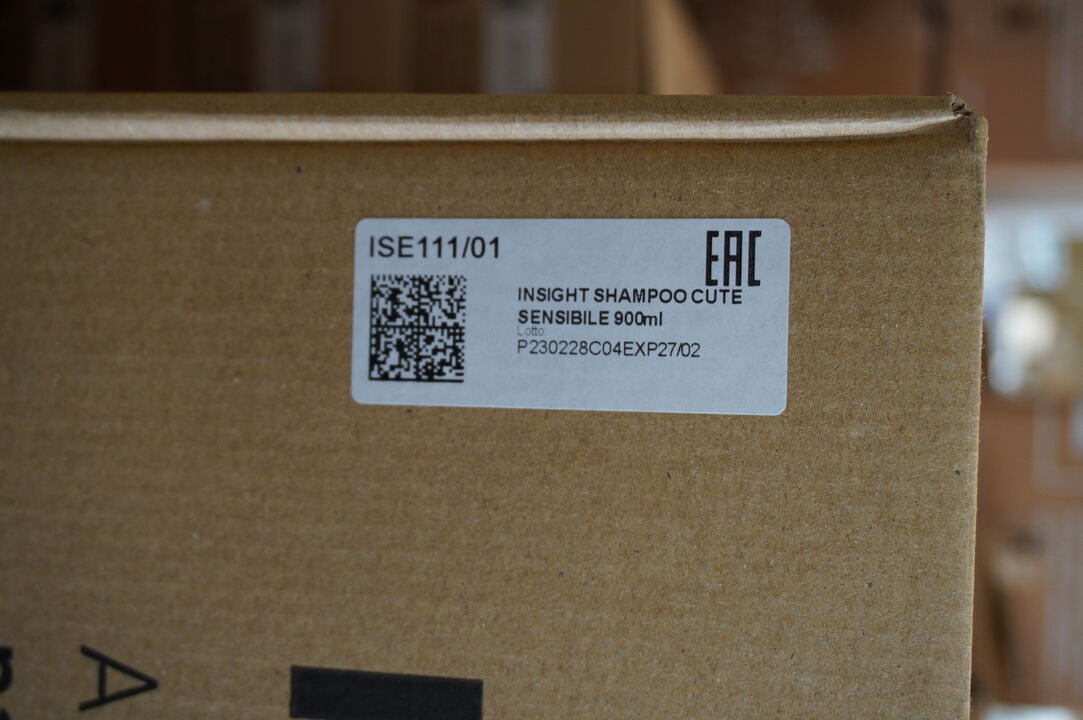 ISE111/01
EAC
INSIGHT SHAMPOO CUTE
SENSIBILE 900ml
Lotto
P230228C04EXP27/02
A